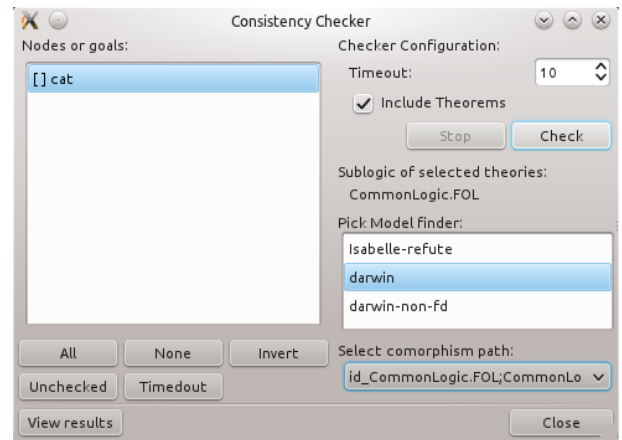 Consistency Checker
Nodes or goals:
[ ] cat
All
None
Invert
Unchecked
Timedout
View results
Checker Configuration:
Timeout:
10
Include Theorems
Stop
Check
Sublogic of selected theories:
CommonLogic.FOL
Pick Model finder:
Isabelle-refute
darwin
darwin-non-fd
Select comorphism path:
id_CommonLogic.FOL;CommonLo
Close